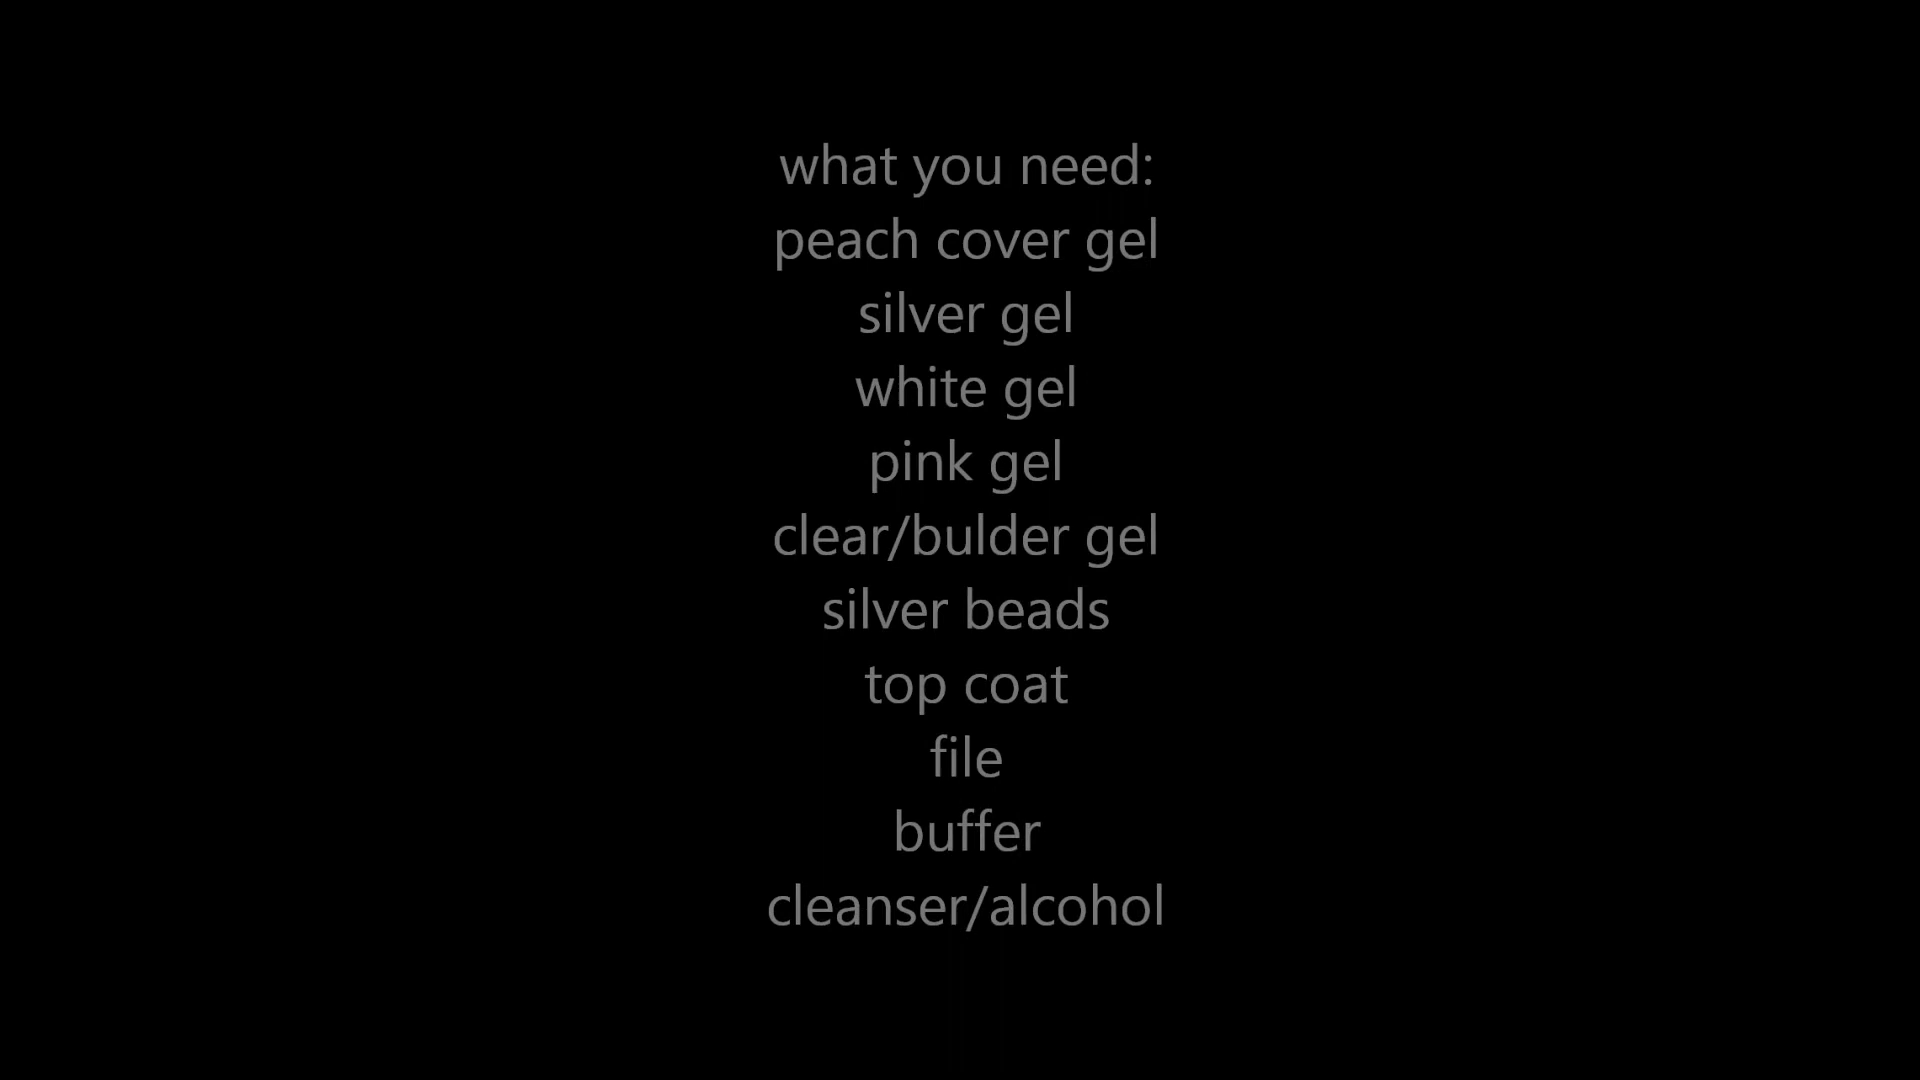 what you need:
peach cover gel
silver gel
white gel
pink gel
clear/bulder gel
silver beads
top coat
file
buffer
cleanser/alcohol